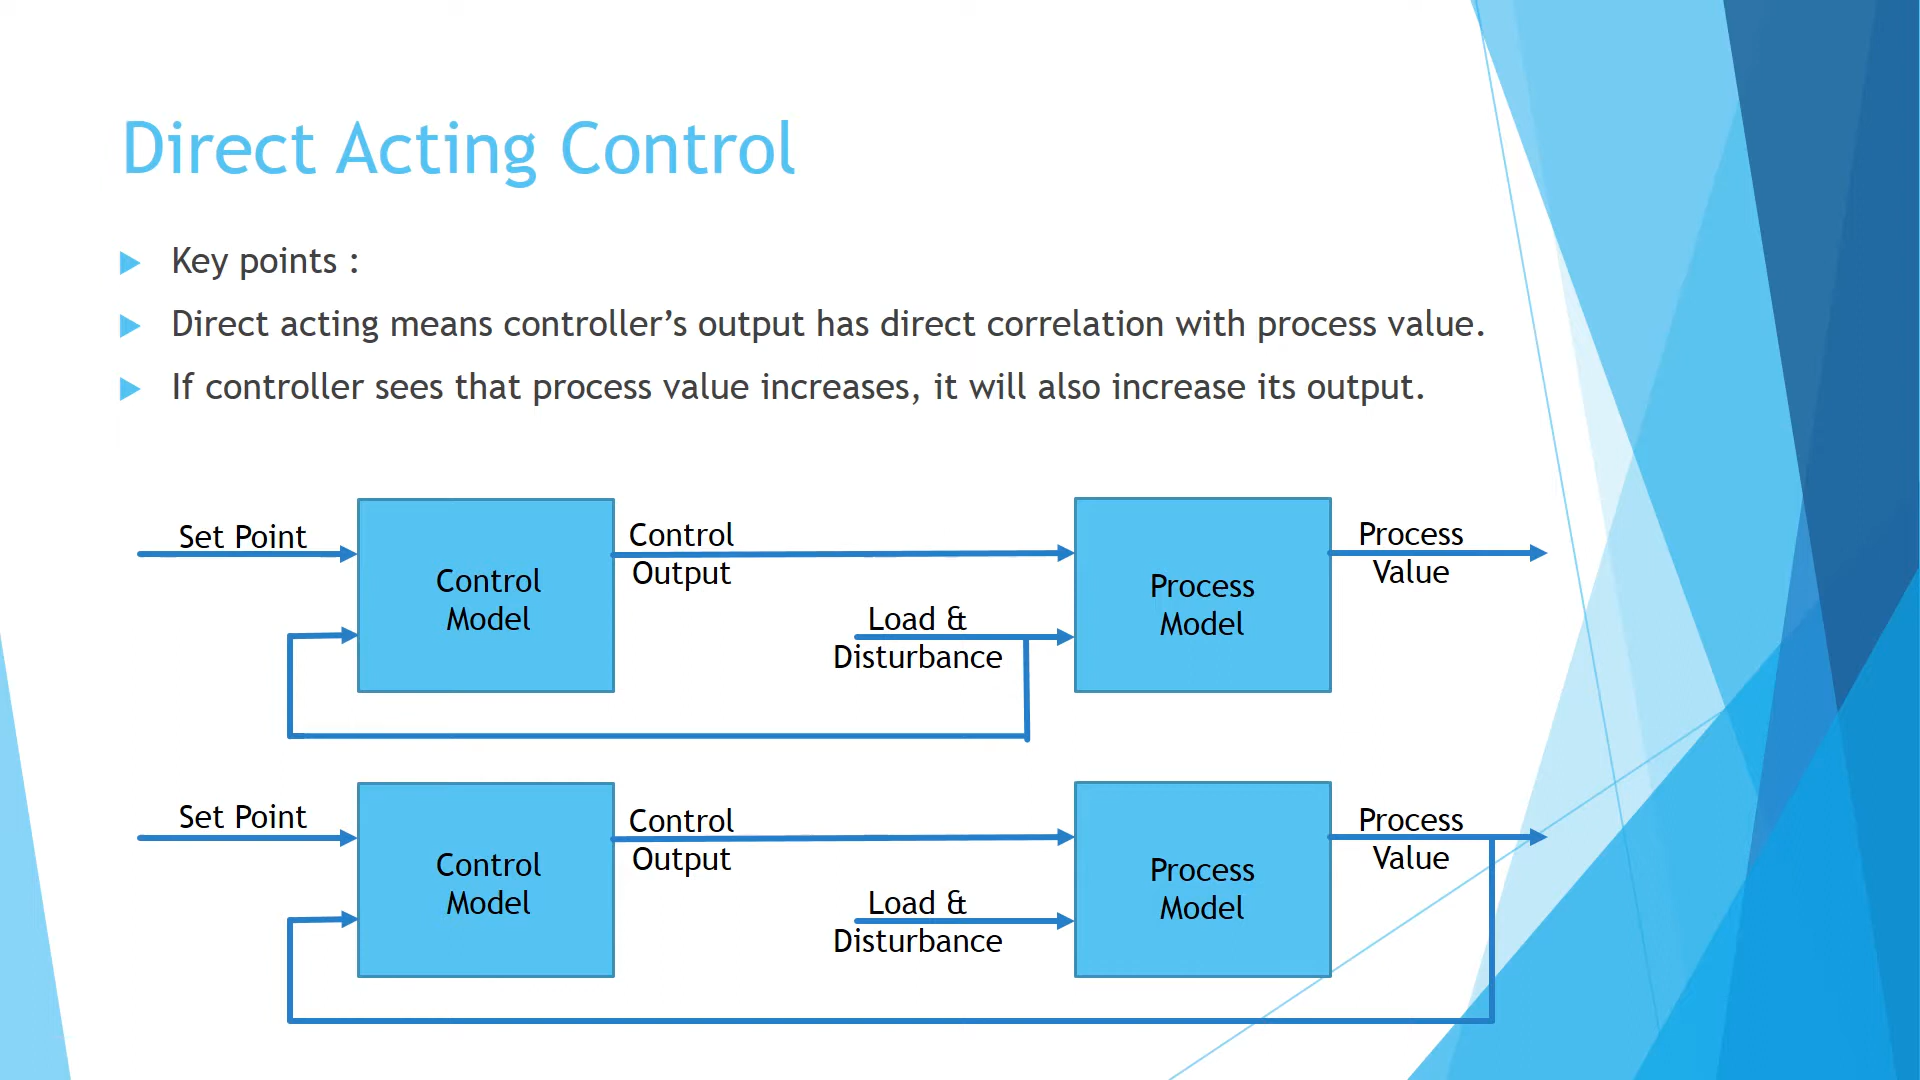 Direct Acting Control
Key points :
Direct acting means controller’s output has direct correlation with process value.
If controller sees that process value increases, it will also increase its output.
Set Point
Control
Model
Control
Output
Load &
Disturbance
Process
Model
Process
Value
Set Point
Control
Model
Control
Output
Load &
Disturbance
Process
Model
Process
Value